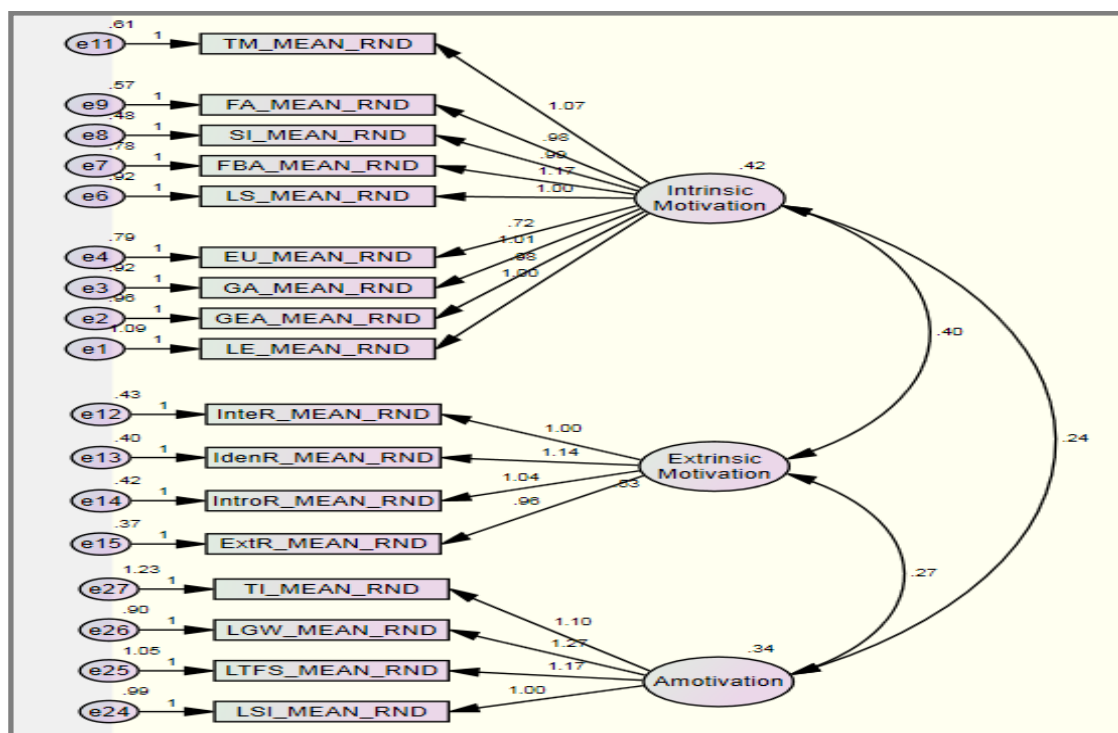 .61
e11 1 TM_MEAN_RND
.57
e9 1 FA_MEAN_RND
1.07
.48
e8 1 SI_MEAN_RND
.98
.78
e7 1 FBA_MEAN_RND
.99
.92
e6 1 LS_MEAN_RND
1.17
1.00
.42
Intrinsic
Motivation
.79
e4 1 EU_MEAN_RND
.72
.92
e3 1 GA_MEAN_RND
1.01
.96
e2 1 GEA_MEAN_RND
.98
1.09
e1 1 LE_MEAN_RND
1.00
.40
.24
.43
e12 1 InteR_MEAN_RND
1.00
.40
e13 1 IdenR_MEAN_RND
1.14
Extrinsic
Motivation
.42
e14 1 IntroR_MEAN_RND
1.04
.37
e15 1 ExtR_MEAN_RND
.96
.27
1.23
e27 1 TI_MEAN_RND
1.10
.90
e26 1 LGW_MEAN_RND
1.27
1.05
e25 1 LTFS_MEAN_RND
1.17
.34
Amotivation
.99
e24 1 LSI_MEAN_RND
1.00